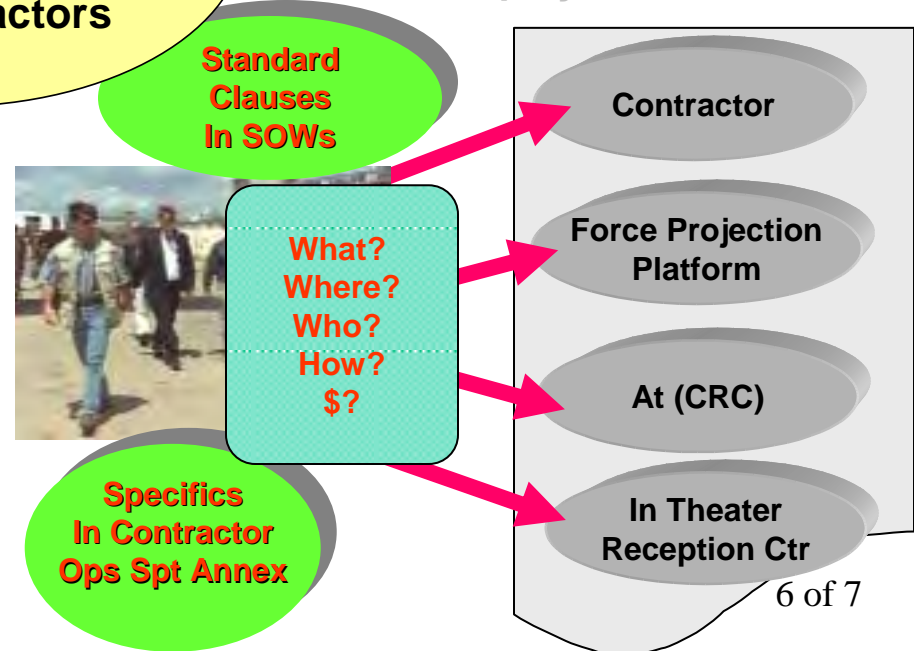 actors
Standard
Clauses
In SOWs
What?
Where?
Who?
How?
$?
Specifics
In Contractor
Ops Spt Annex
Contractor
Force Projection
Platform
At (CRC)
In Theater
Reception Ctr
6 of 7